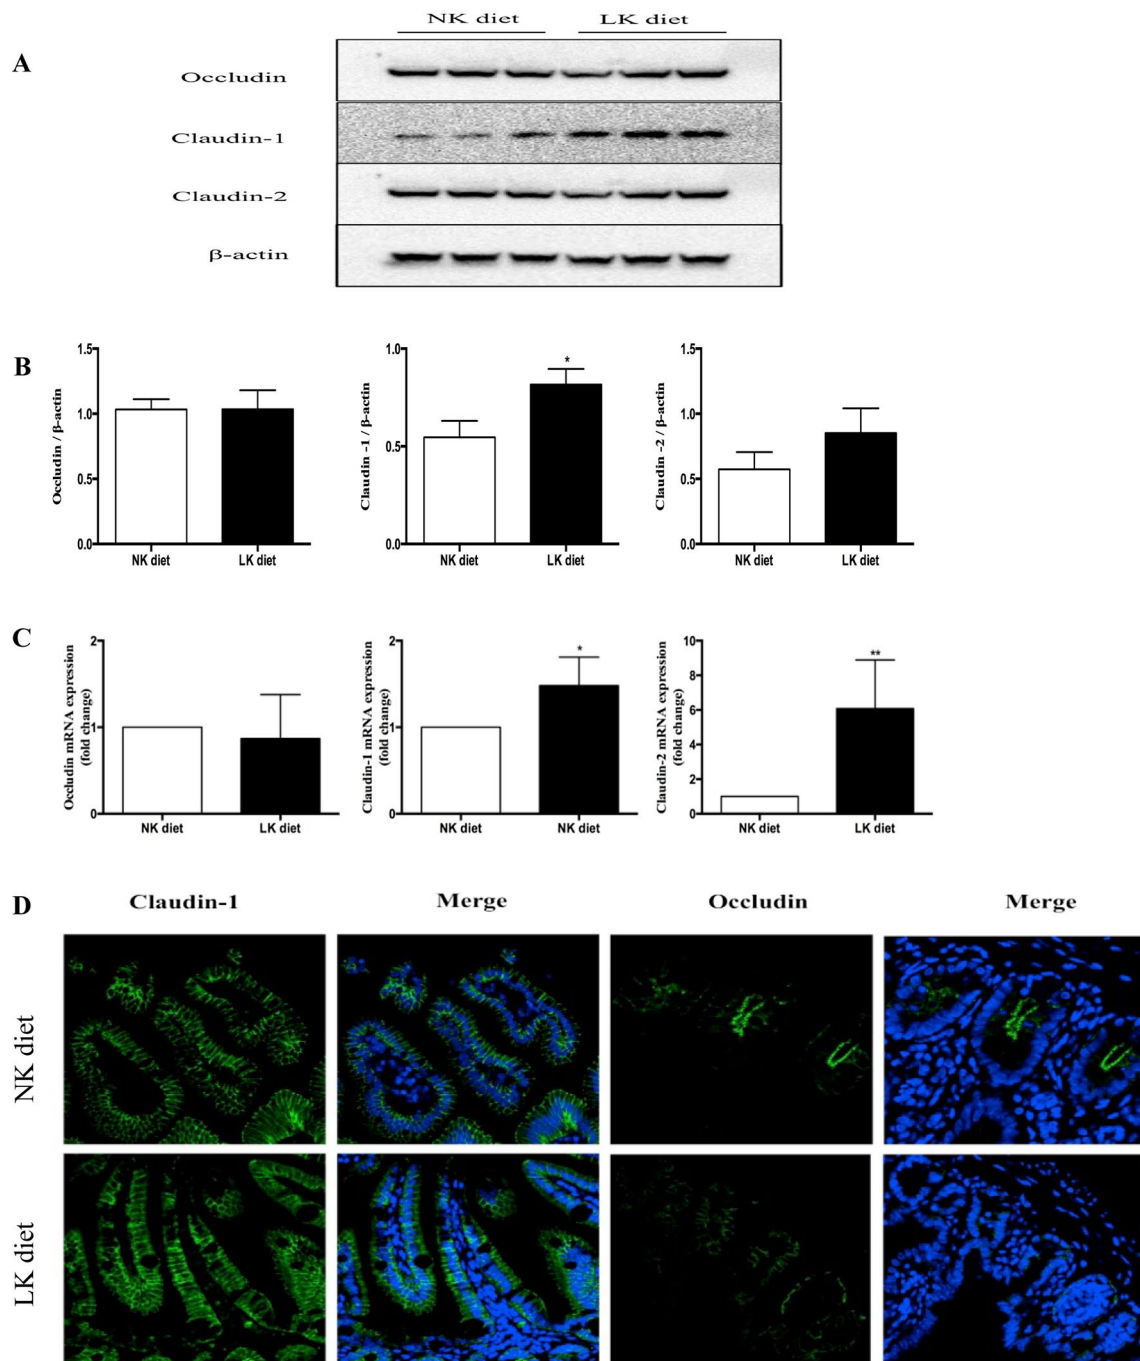 NK diet LK diet
A
Occludin
Claudin-1
Claudin-2
β-actin
B
Occludin / β-actin
1.5
1.0
0.5
0.0
NK diet LK diet
Claudin -1 / β-actin
1.0
0.5
0.0
*
NK diet LK diet
Claudin -2 / β-actin
1.5
1.0
0.5
0.0
NK diet LK diet
C
Occludin mRNA expression
(fold change)
2
1
0
NK diet LK diet
Claudin-1 mRNA expression
(fold change)
2
1
0
*
NK diet NK diet
Claudin-2 mRNA expression
(fold change)
10
8
6
4
2
0
**
NK diet LK diet
D
Claudin-1 Merge Occludin Merge
NK diet
LK diet